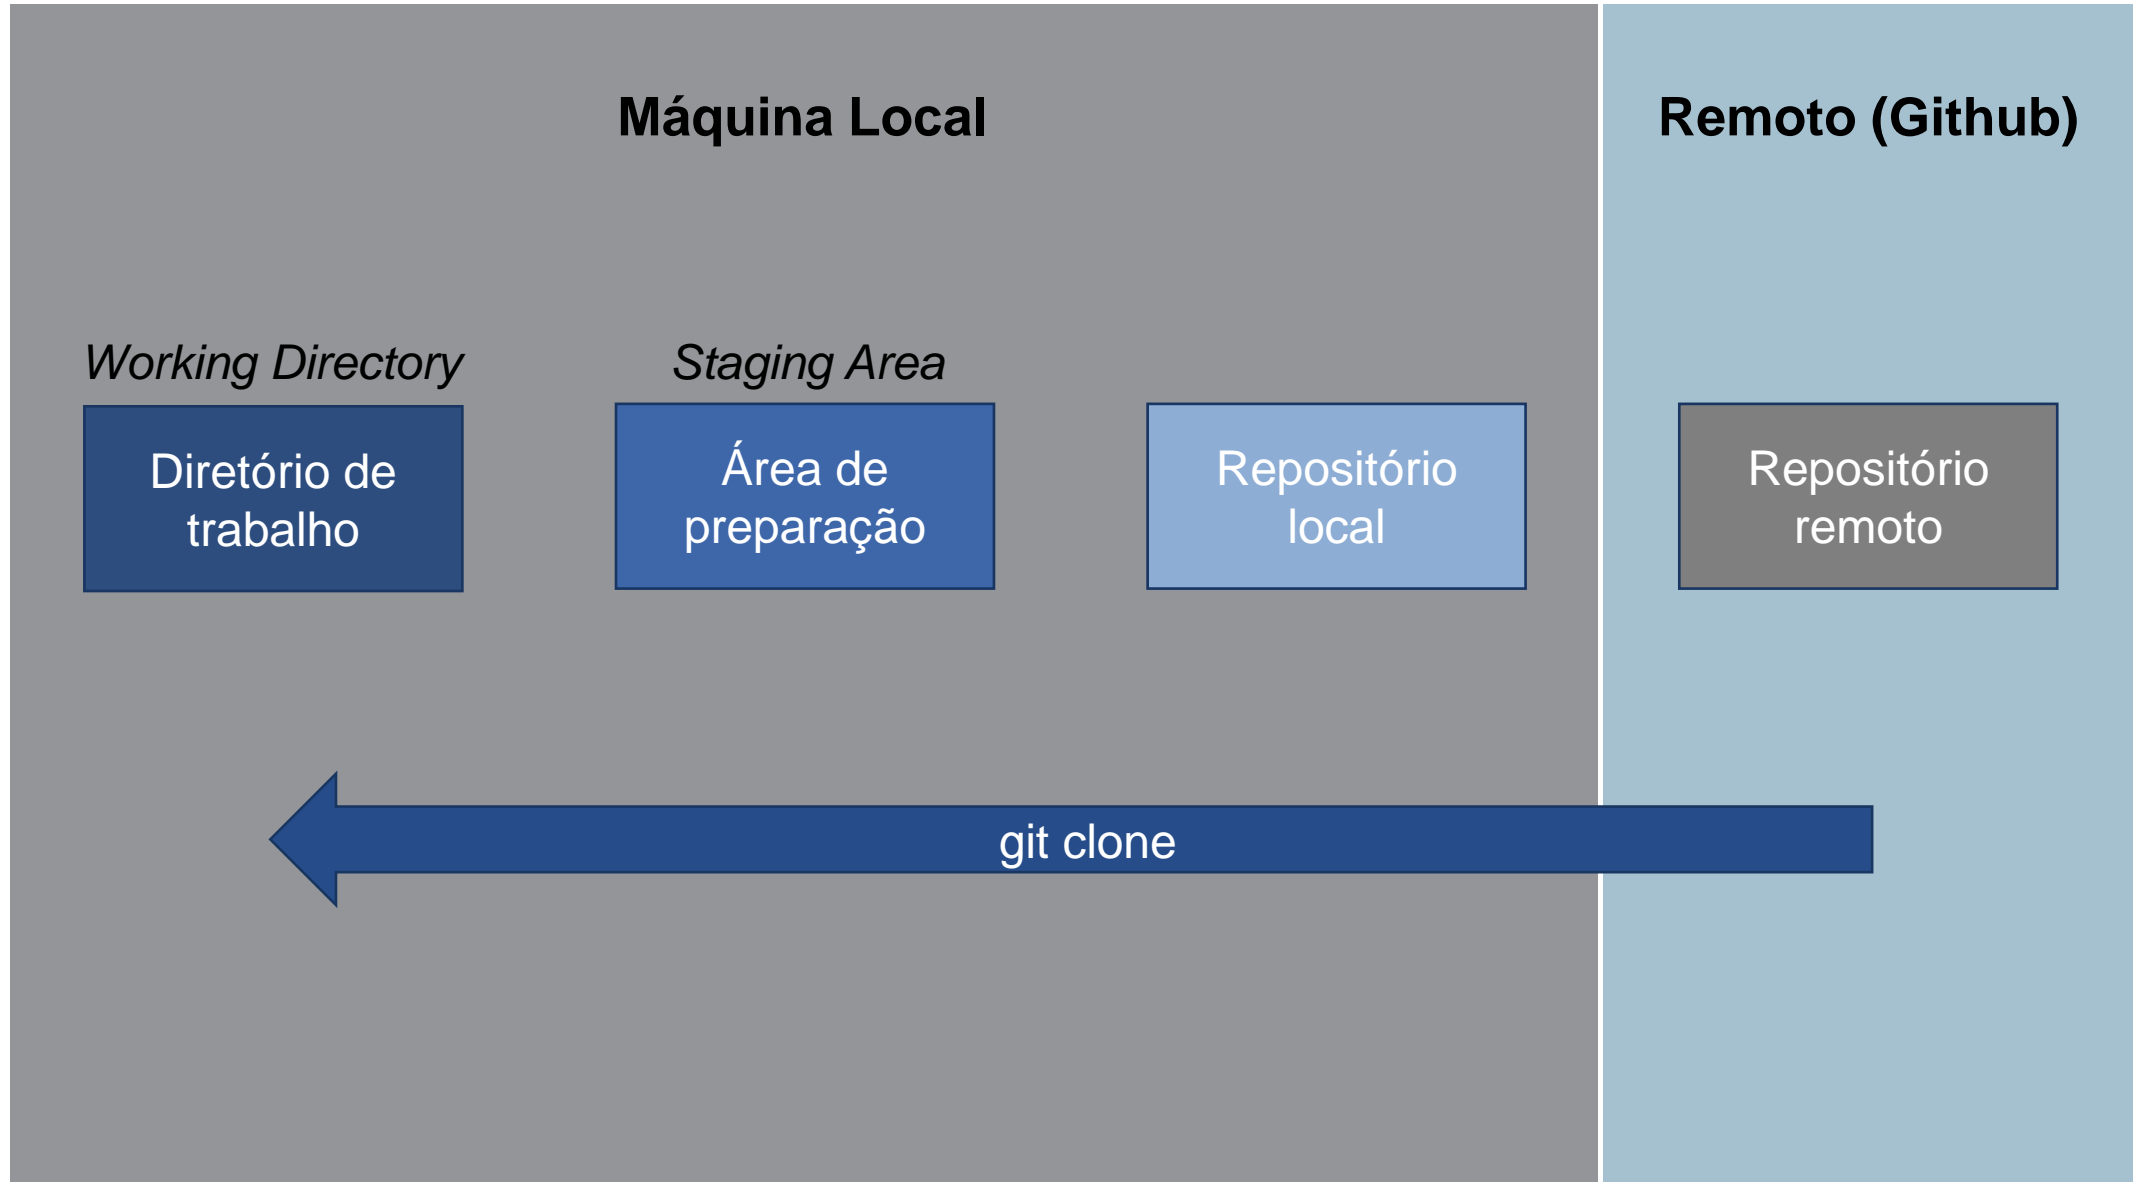 Máquina Local
Remoto (Github)
Working Directory
Staging Area
Diretório de
trabalho
Área de
preparação
Repositório
local
Repositório
remoto
git clone